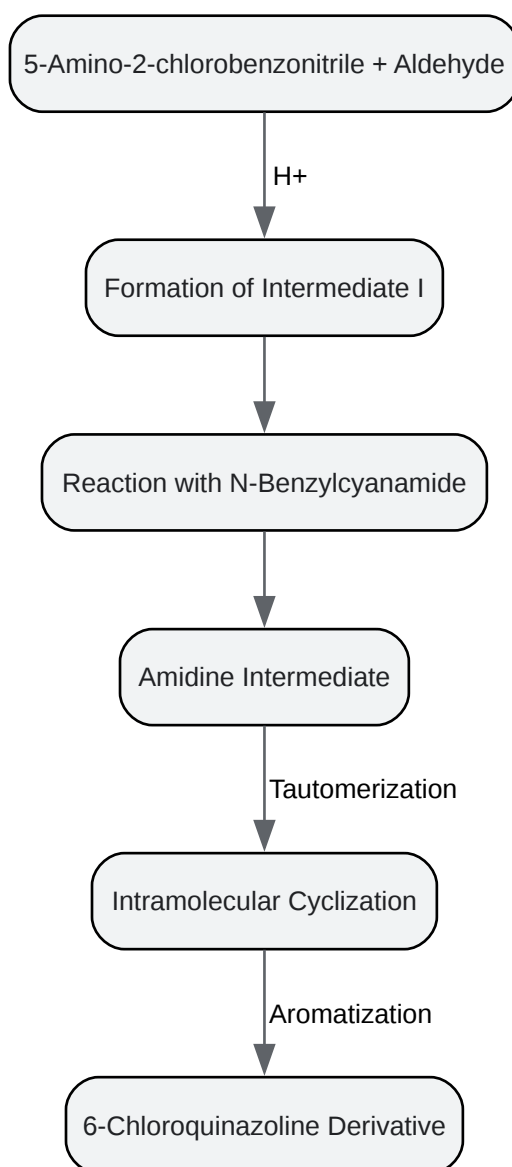 5-Amino-2-chlorobenzonitrile + Aldehyde
H+
Formation of Intermediate I
Reaction with N-Benzylcyanamide
Amidine Intermediate
Tautomerization
Intramolecular Cyclization
Aromatization
6-Chloroquinazoline Derivative